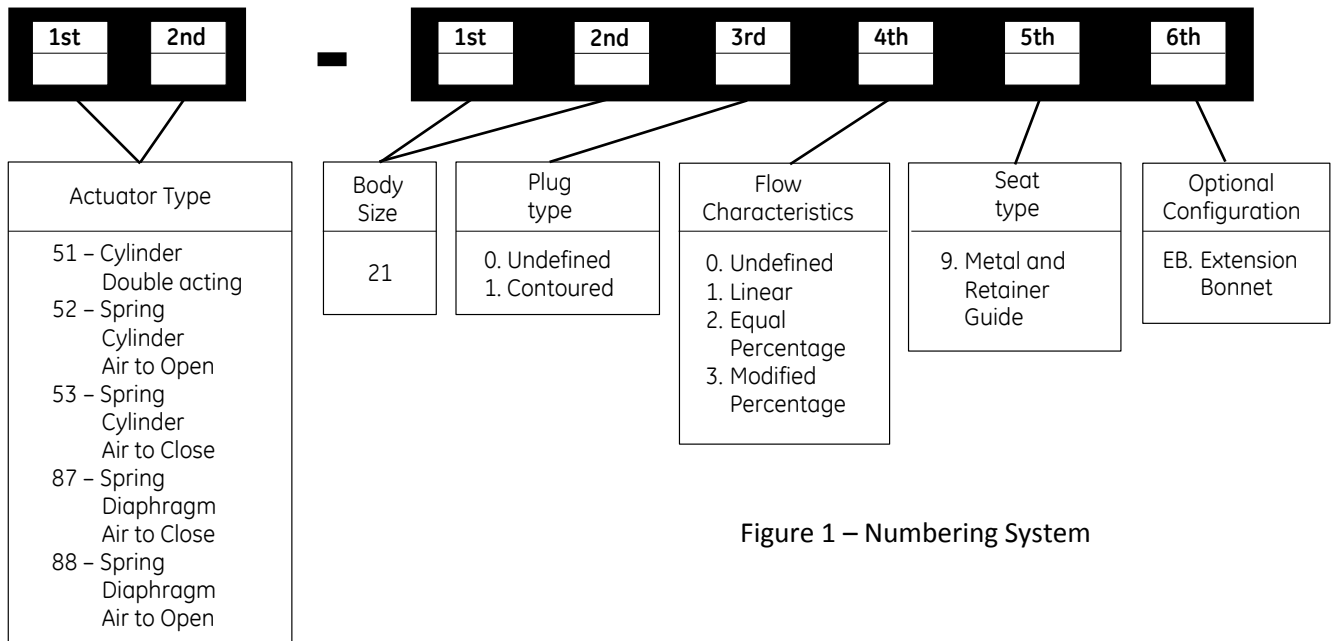 1st 2nd - 1st 2nd 3rd 4th 5th 6th
Actuator Type
51 – Cylinder
Double acting
52 – Spring
Cylinder
Air to Open
53 – Spring
Cylinder
Air to Close
87 – Spring
Diaphragm
Air to Close
88 – Spring
Diaphragm
Air to Open
Body
Size
21
Plug
type
0. Undefined
1. Contoured
Flow
Characteristics
0. Undefined
1. Linear
2. Equal
Percentage
3. Modified
Percentage
Seat
type
9. Metal and
Retainer
Guide
Optional
Configuration
EB. Extension
Bonnet
Figure 1 – Numbering System